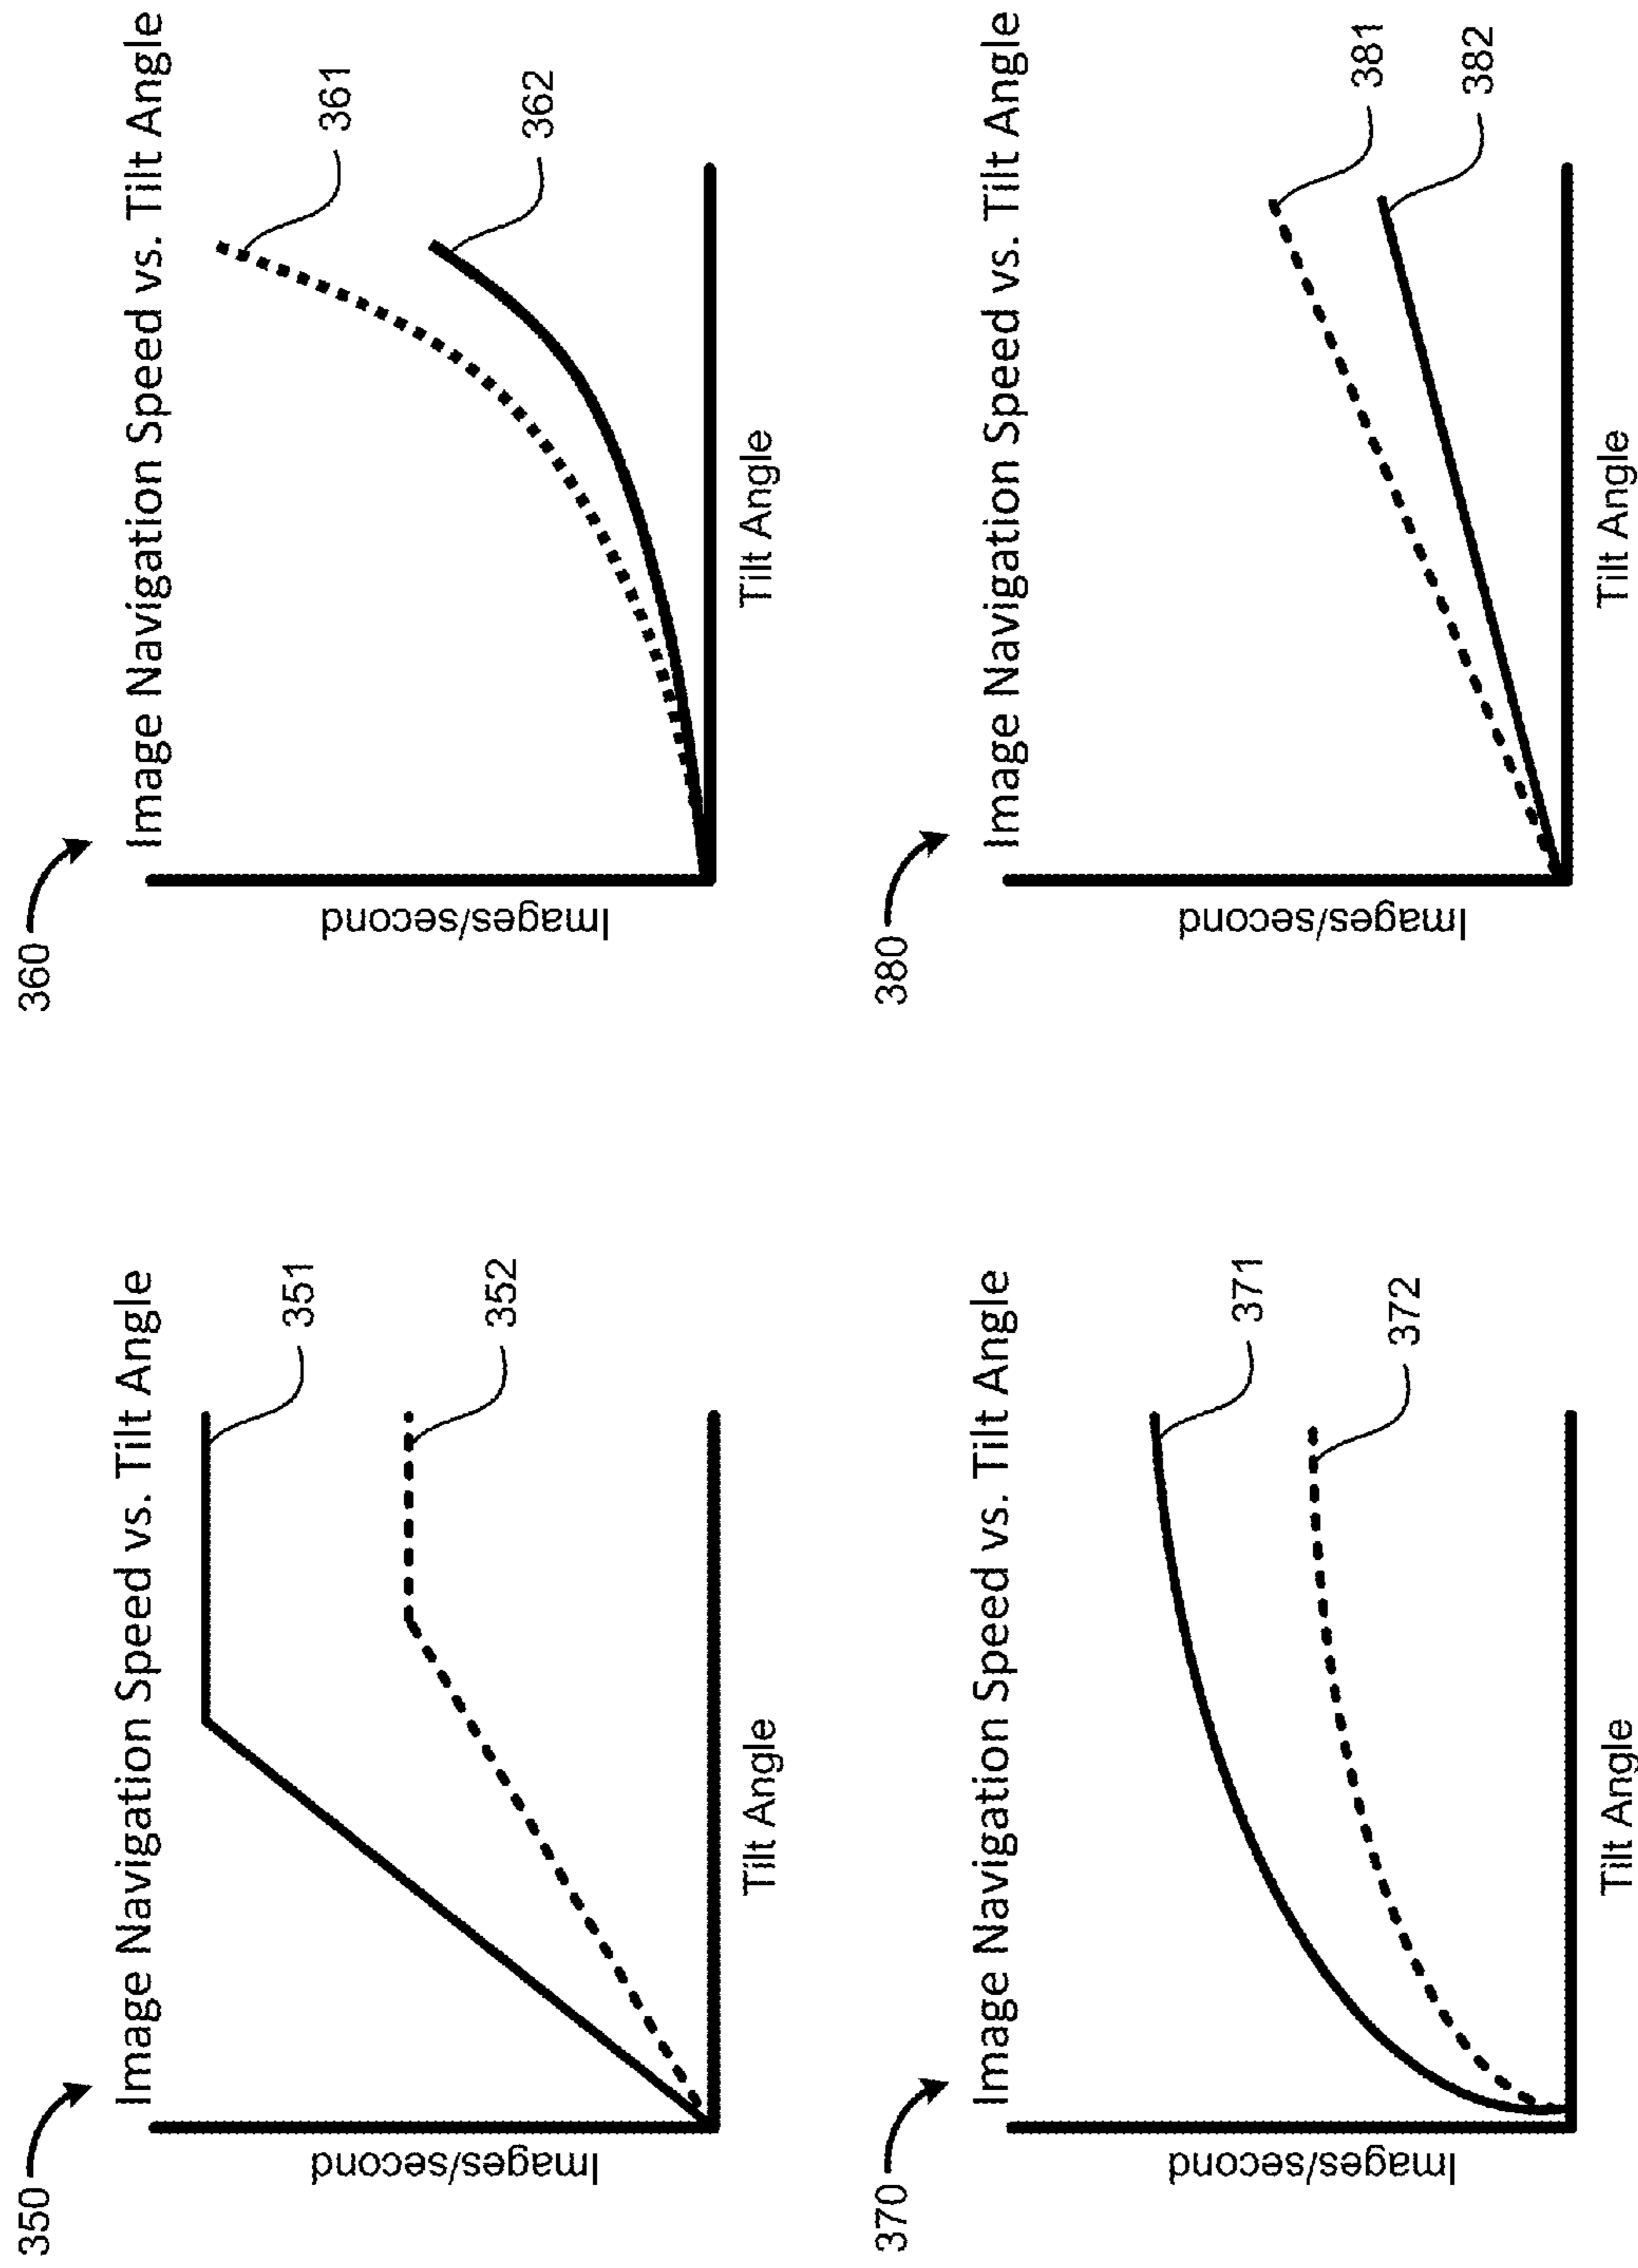 350
Image Navigation Speed vs. Tilt Angle
Images/second
351
352
Tilt Angle
360
Image Navigation Speed vs. Tilt Angle
Images/second
361
362
Tilt Angle
370
Image Navigation Speed vs. Tilt Angle
Images/second
371
372
Tilt Angle
380
Image Navigation Speed vs. Tilt Angle
Images/second
381
382
Tilt Angle